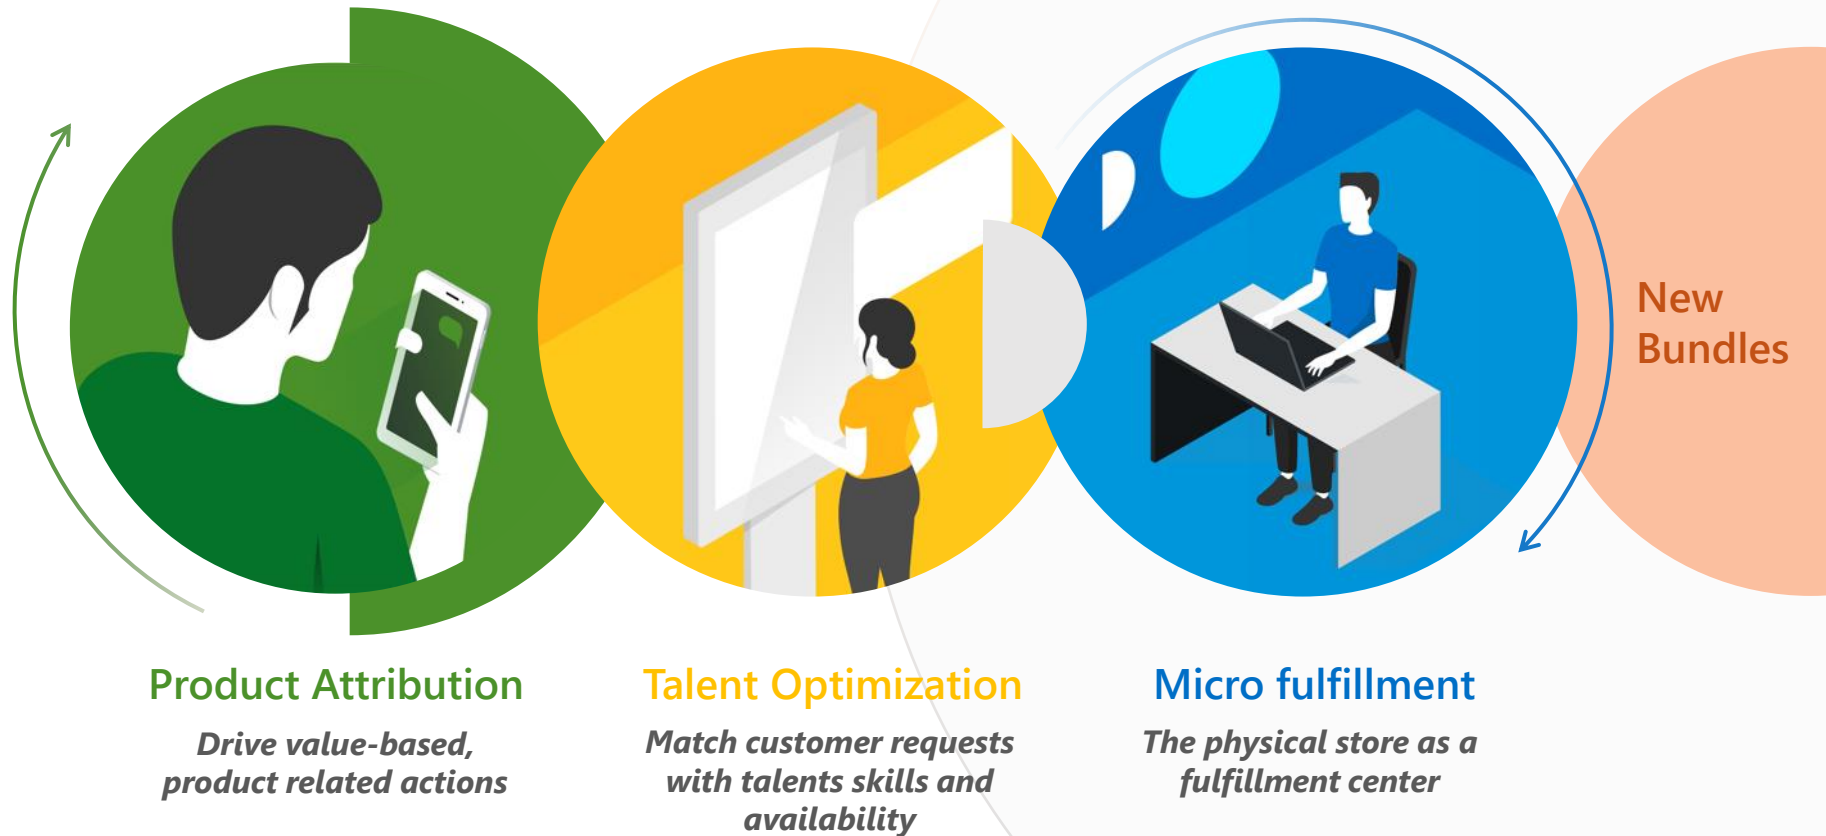 New
Bundles
Product Attribution
Drive value-based,
product related actions
Talent Optimization
Match customer requests
with talents skills and
availability
Micro fulfillment
The physical store as a
fulfillment center